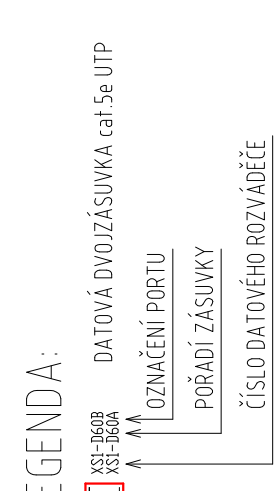 EGENDA:
XS1-D60B DATOVÁ DVOJZÁSUVKA cat.5e UTP
XS1-D60A
OZNAČENÍ PORTU
POŘADÍ ZÁSUVKY
ČÍSLO DATOVÉHO ROZVÁDĚČE